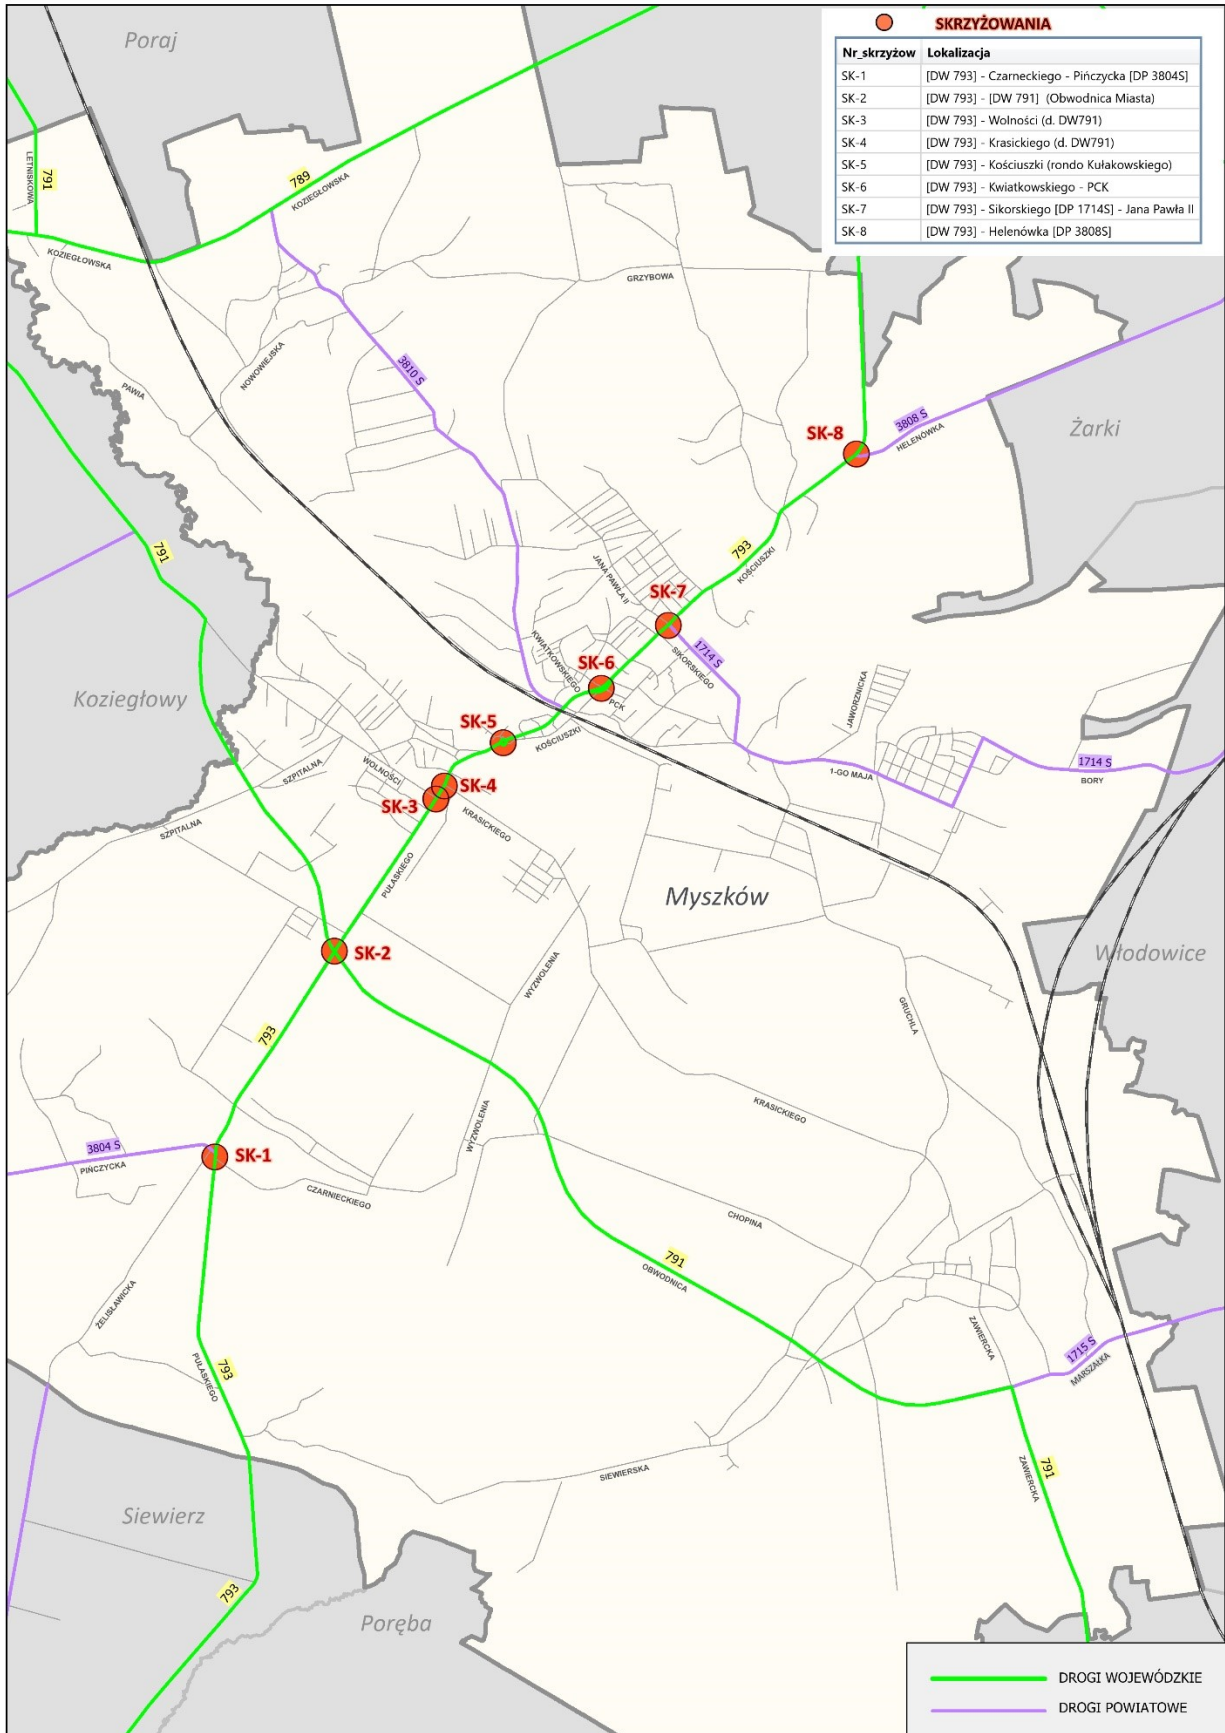 SKRZYŻOWANIA
Nr_skrzyżow Lokalizacja
SK-1 [DW 793] - Czarneckiego - Pińczycka [DP 3804S]
SK-2 [DW 793] - [DW 791] (Obwodnica Miasta)
SK-3 [DW 793] - Wolności (d. DW791)
SK-4 [DW 793] - Krasickiego (d. DW791)
SK-5 [DW 793] - Kościuszki (rondo Kułakowskiego)
SK-6 [DW 793] - Kwiatkowskiego - PCK
SK-7 [DW 793] - Sikorskiego [DP 1714S] - Jana Pawła II
SK-8 [DW 793] - Helenówka [DP 3808S]
Poraj
LETNISKOWA
791
789
KOZIEGŁOWSKA
KOZIEGŁOWSKA
GRZYBOWA
NOWOWIEJSKA
PAWIA
3810 S
SK-8
3808 S
HELENÓWKA
Żarki
791
793
KOŚCIUSZKI
JANA PAWŁA II
SK-7
KWIATKOWSKIEGO
SIKORSKIEGO
1714 S
SK-6
PCK
Koziegłowy
JAWORZNICKA
SK-5
KOŚCIUSZKI
SZPITALNA
WOLNOŚCI
1-GO MAJA
1714 S
BORY
SK-4
SK-3
KRASICKIEGO
SZPITALNA
PUŁASKIEGO
Myszków
SK-2
WYZWOLENIA
Włodowice
GRUCHLA
793
KRASICKIEGO
WYZWOLENIA
3804 S
PIŃCZYCKA
SK-1
CZARNIECKIEGO
CHOPINA
791
OBWODNICA
ŻELISŁAWICKA
ZAWIERCKA
1715 S
MARSZAŁKA
PUŁASKIEGO
793
SIEWIERSKA
ZAWIERCKA
791
Siewierz
793
Poręba
DROGI WOJEWÓDZKIE
DROGI POWIATOWE